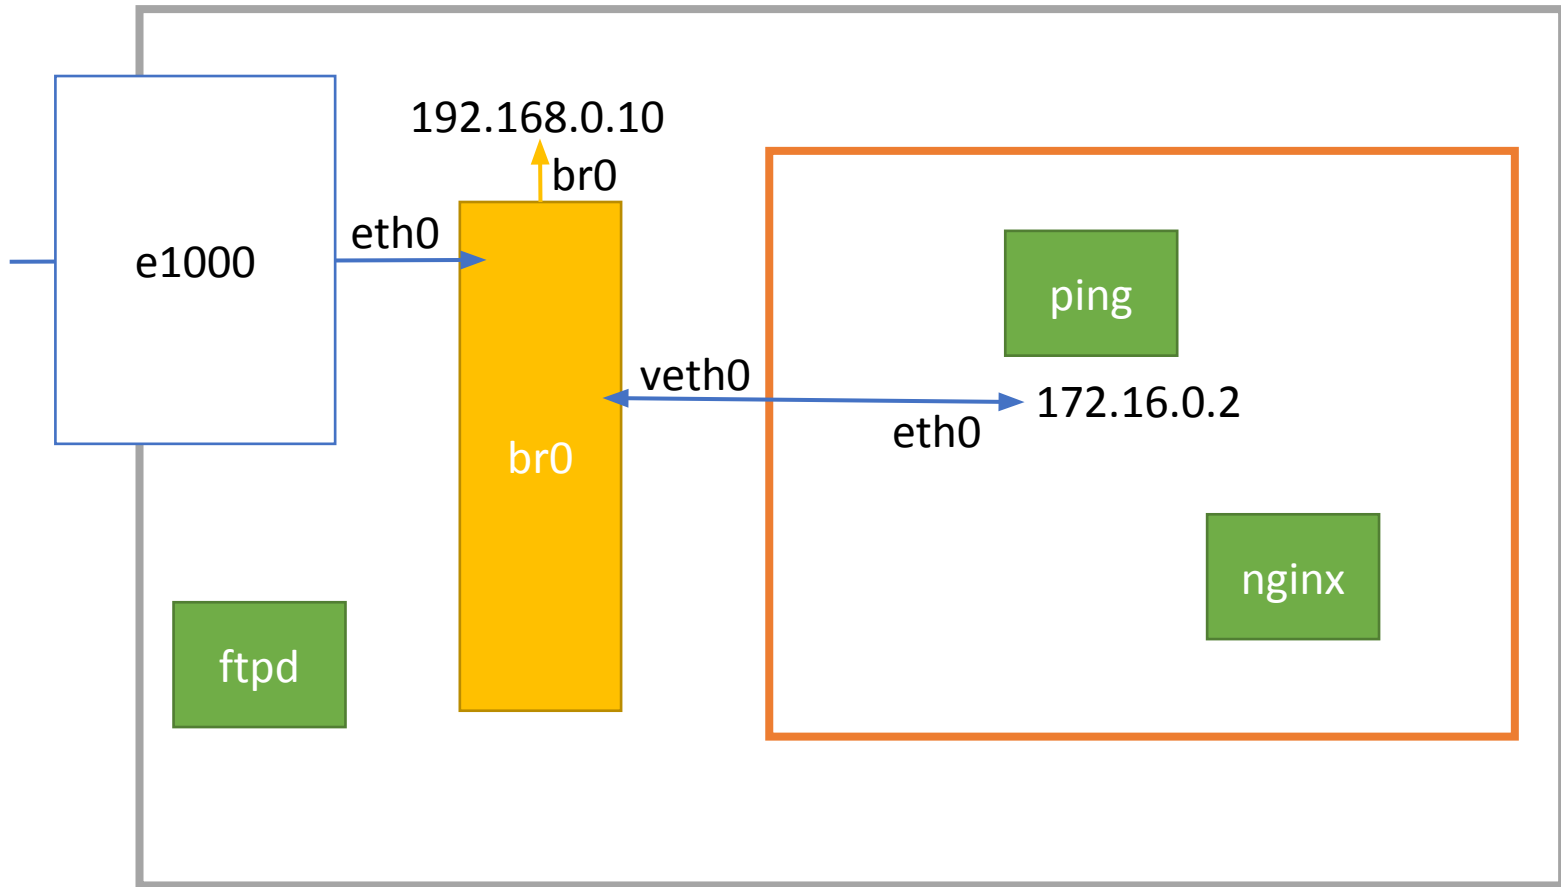 192.168.0.10
br0
eth0
e1000
ping
veth0
172.16.0.2
eth0
br0
nginx
ftpd